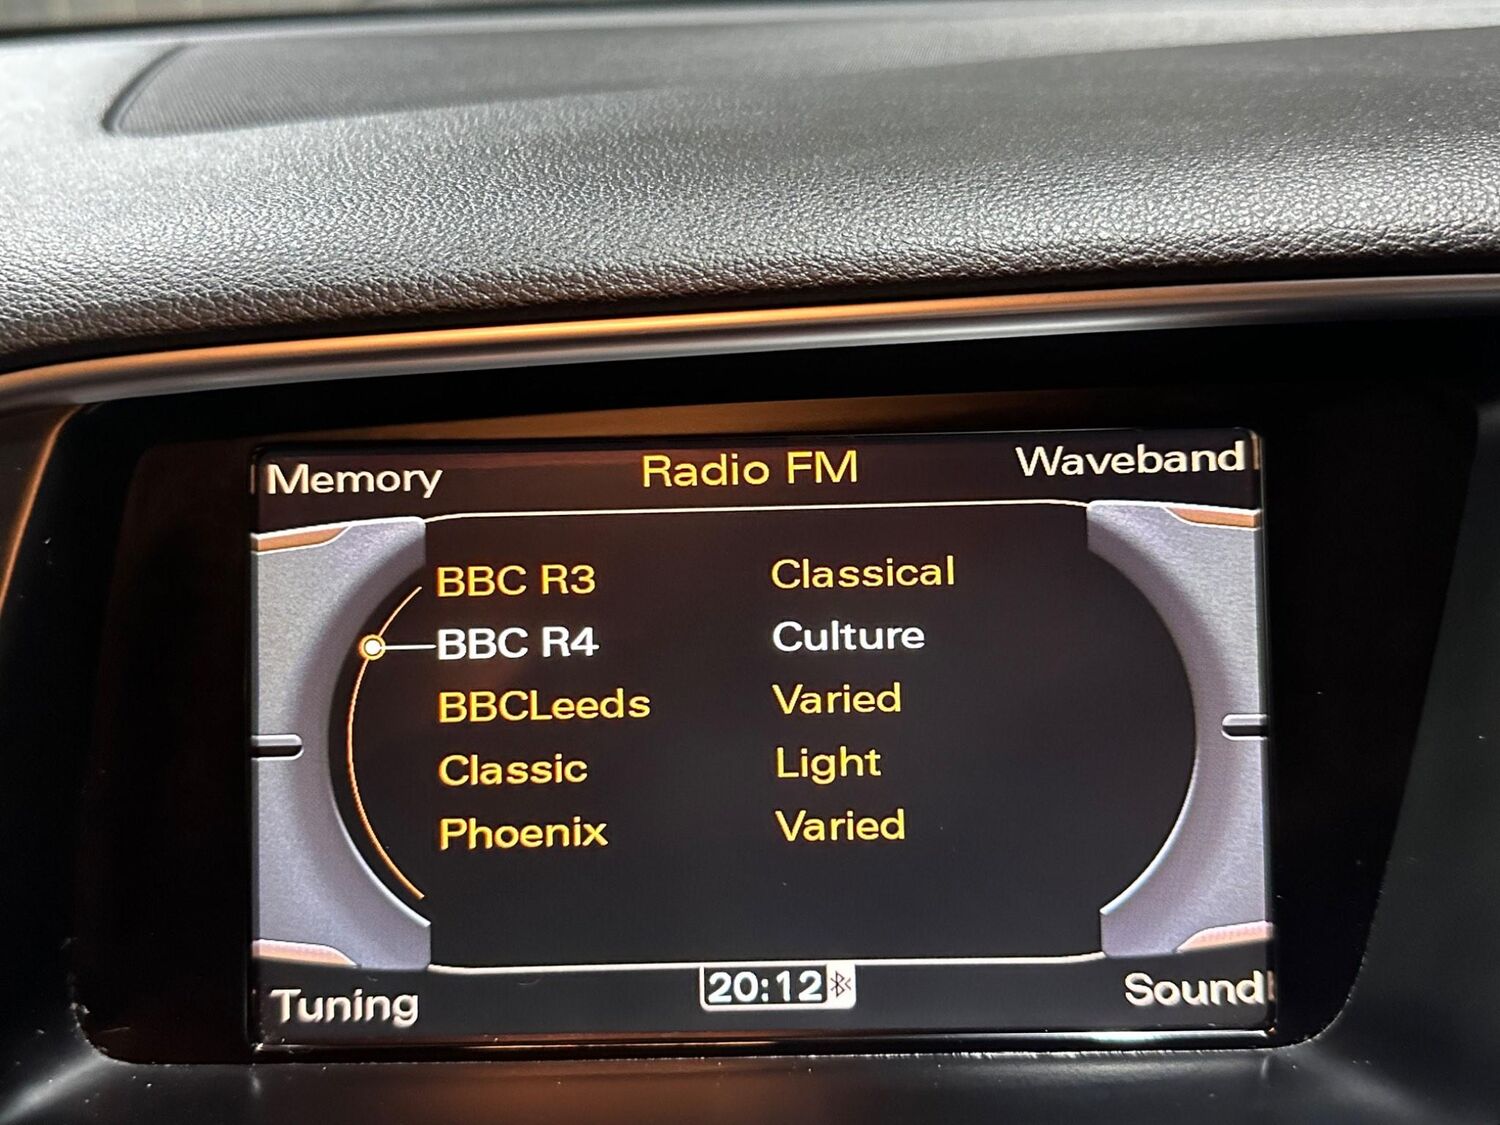 Memory Radio FM Waveband
BBC R3 Classical
BBC R4 Culture
BBCLeeds Varied
Classic Light
Phoenix Varied
Tuning 20:12 Sound